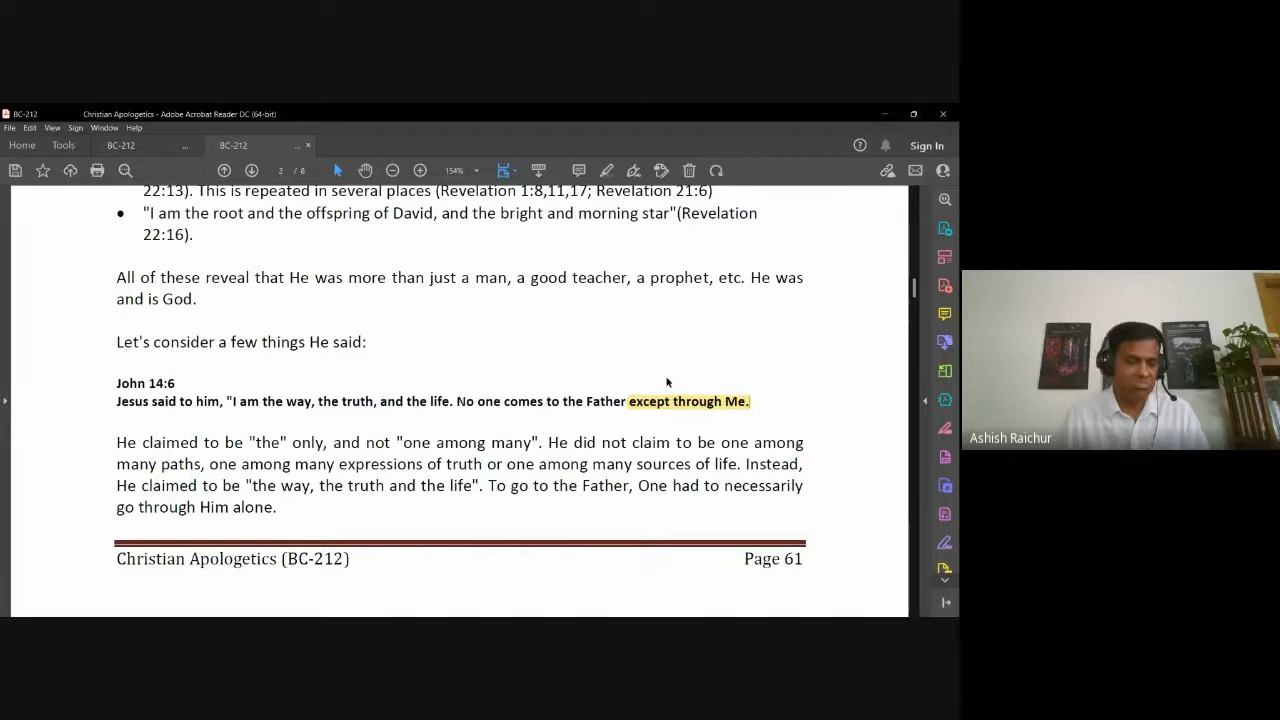 BC-212 Christian Apologetics - Adobe Acrobat Reader DC (64-bit)
File Edit View Sign Window Help
Home Tools BC-212 ... BC-212 ... × Sign In
2 / 8 154%
22:13). This is repeated in several places (Revelation 1:8,11,17; Revelation 21:6)
• "I am the root and the offspring of David, and the bright and morning star"(Revelation
22:16).
All of these reveal that He was more than just a man, a good teacher, a prophet, etc. He was
and is God.
Let's consider a few things He said:
John 14:6
Jesus said to him, "I am the way, the truth, and the life. No one comes to the Father except through Me.
He claimed to be "the" only, and not "one among many". He did not claim to be one among
many paths, one among many expressions of truth or one among many sources of life. Instead,
He claimed to be "the way, the truth and the life". To go to the Father, One had to necessarily
go through Him alone.
Christian Apologetics (BC-212) Page 61
Ashish Raichur